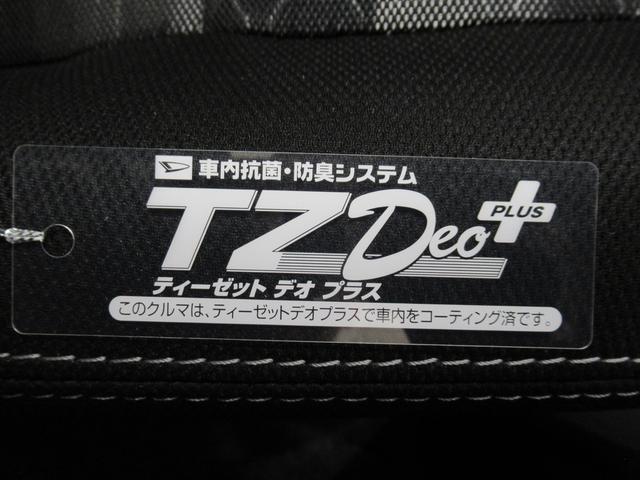 車内抗菌・防臭システム
TZ Deo PLUS
ティーゼット デオ プラス
このクルマは、ティーゼットデオプラスで車内をコーティング済です。